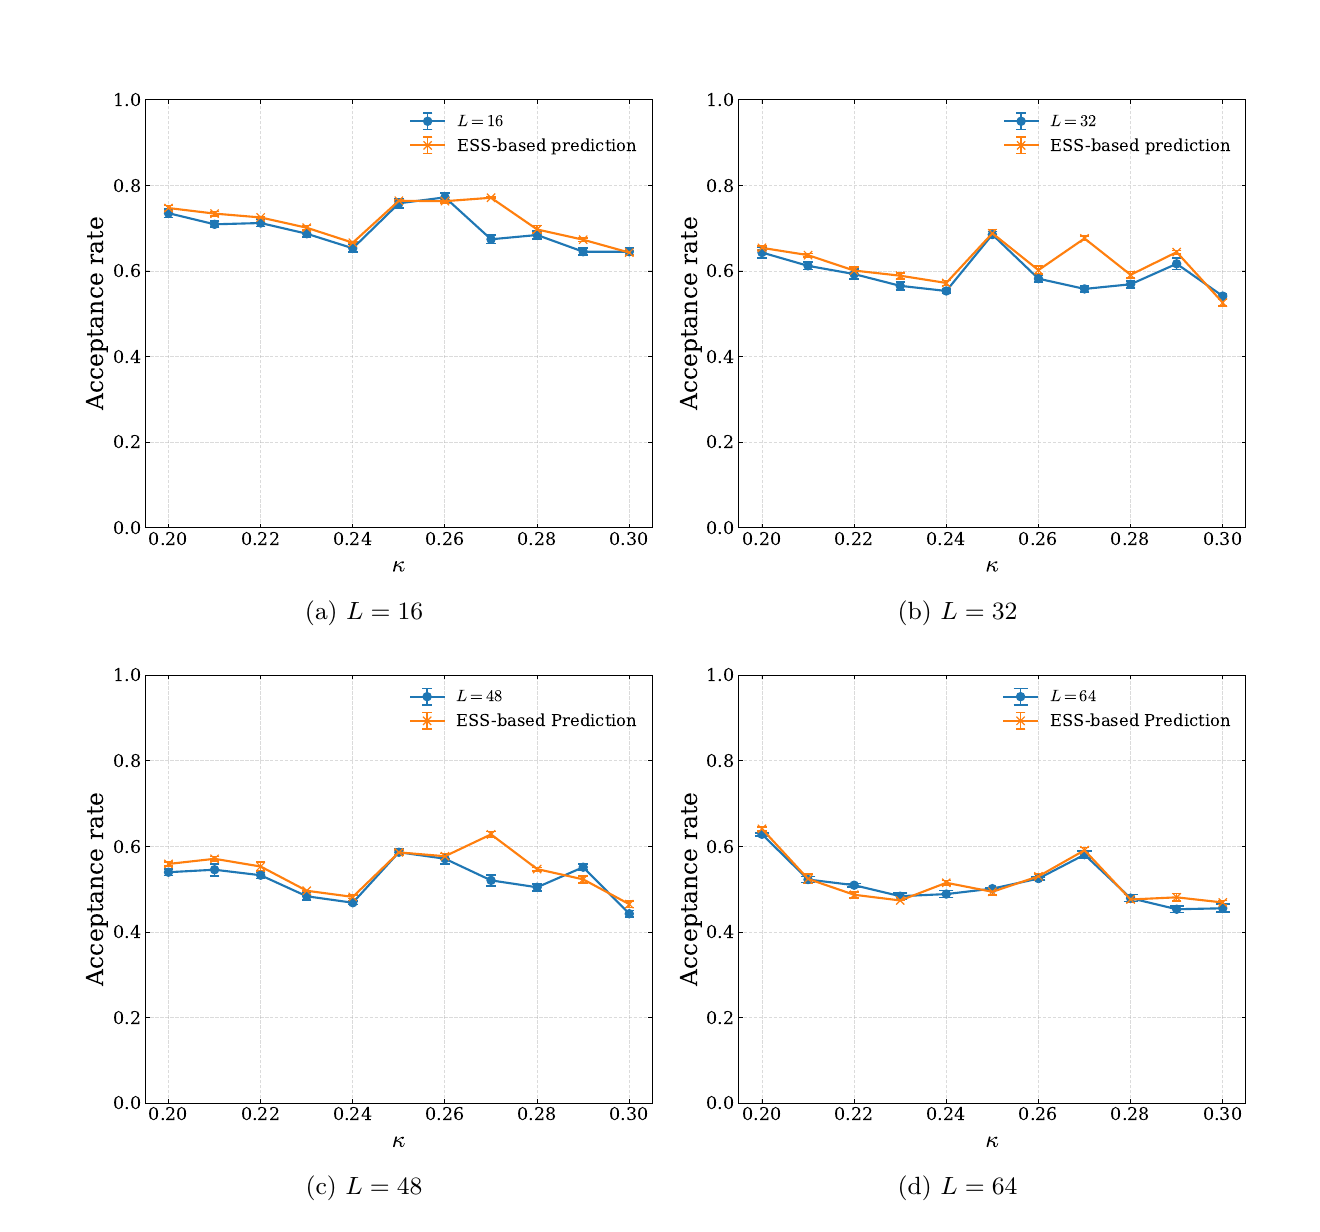 1.0
0.8
0.6
0.4
0.2
0.0
Acceptance rate
L = 16
ESS-based prediction
0.20 0.22 0.24 0.26 0.28 0.30
κ
(a) L = 16
1.0
0.8
0.6
0.4
0.2
0.0
Acceptance rate
L = 32
ESS-based prediction
0.20 0.22 0.24 0.26 0.28 0.30
κ
(b) L = 32
1.0
0.8
0.6
0.4
0.2
0.0
Acceptance rate
L = 48
ESS-based Prediction
0.20 0.22 0.24 0.26 0.28 0.30
κ
(c) L = 48
1.0
0.8
0.6
0.4
0.2
0.0
Acceptance rate
L = 64
ESS-based Prediction
0.20 0.22 0.24 0.26 0.28 0.30
κ
(d) L = 64